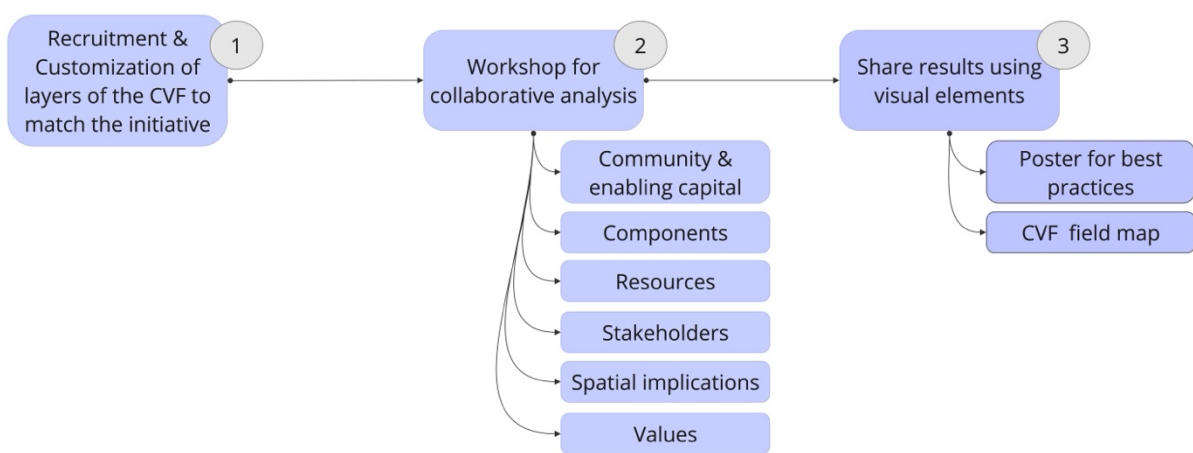 1
Recruitment &
Customization of
layers of the CVF to
match the initiative
2
Workshop for
collaborative analysis
Community &
enabling capital
Components
Resources
Stakeholders
Spatial implications
Values
3
Share results using
visual elements
Poster for best
practices
CVF field map